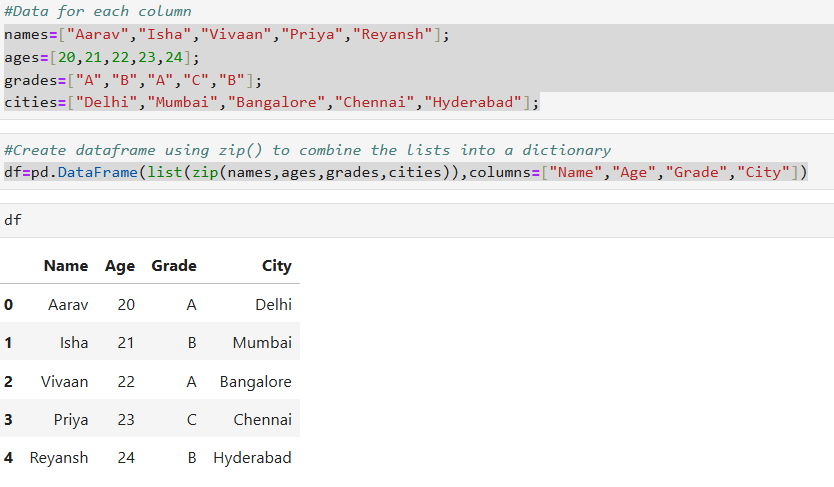 #Data for each column
names=["Aarav","Isha","Vivaan","Priya","Reyansh"];
ages=[20,21,22,23,24];
grades=["A","B","A","C","B"];
cities=["Delhi","Mumbai","Bangalore","Chennai","Hyderabad"];
#Create dataframe using zip() to combine the lists into a dictionary
df=pd.DataFrame(list(zip(names,ages,grades,cities)),columns=["Name","Age","Grade","City"])
df
Name Age Grade City
0 Aarav 20 A Delhi
1 Isha 21 B Mumbai
2 Vivaan 22 A Bangalore
3 Priya 23 C Chennai
4 Reyansh 24 B Hyderabad